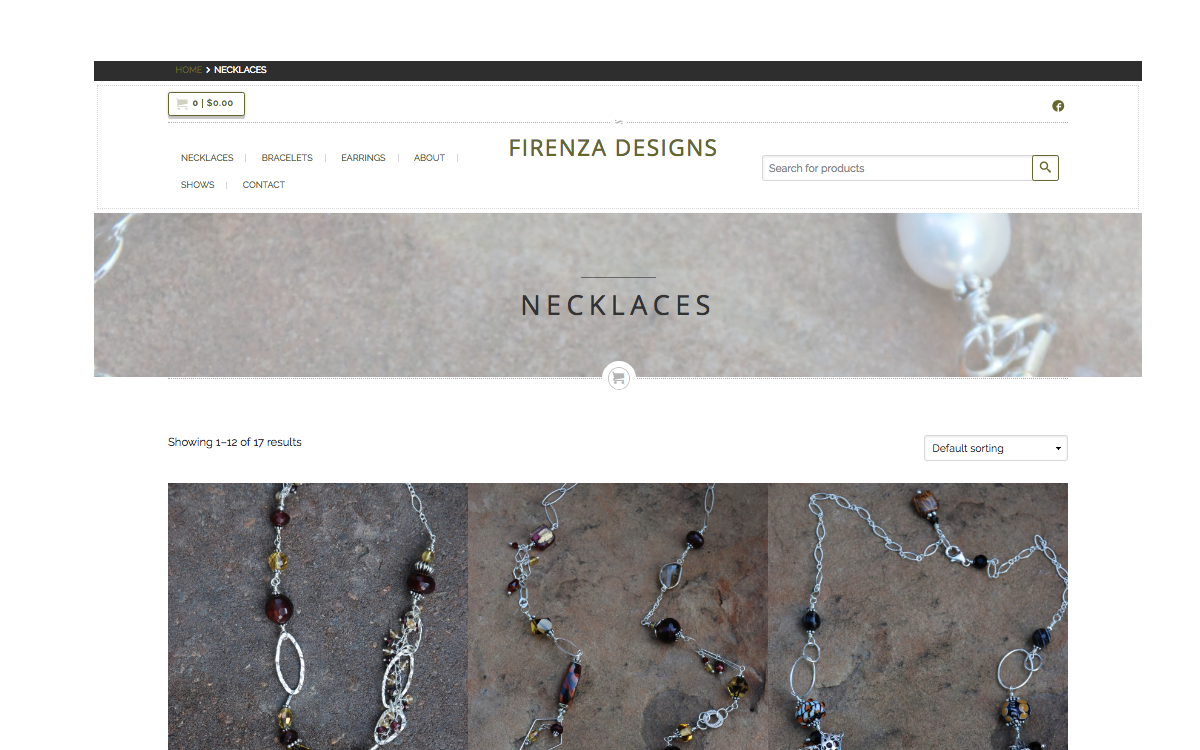 HOME > NECKLACES
0 | $0.00
FIRENZA DESIGNS
NECKLACES | BRACELETS | EARRINGS | ABOUT |
SHOWS | CONTACT
Search for products
NECKLACES
Showing 1–12 of 17 results
Default sorting